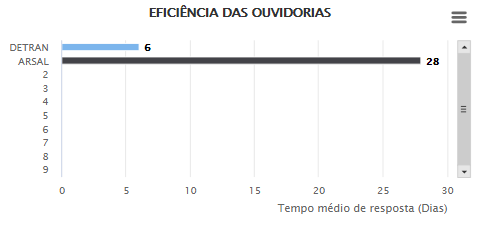 EFICIÊNCIA DAS OUVIDORIAS
DETRAN 6
ARSAL 28
2
3
4
5
6
7
8
9
0 5 10 15 20 25 30
Tempo médio de resposta (Dias)